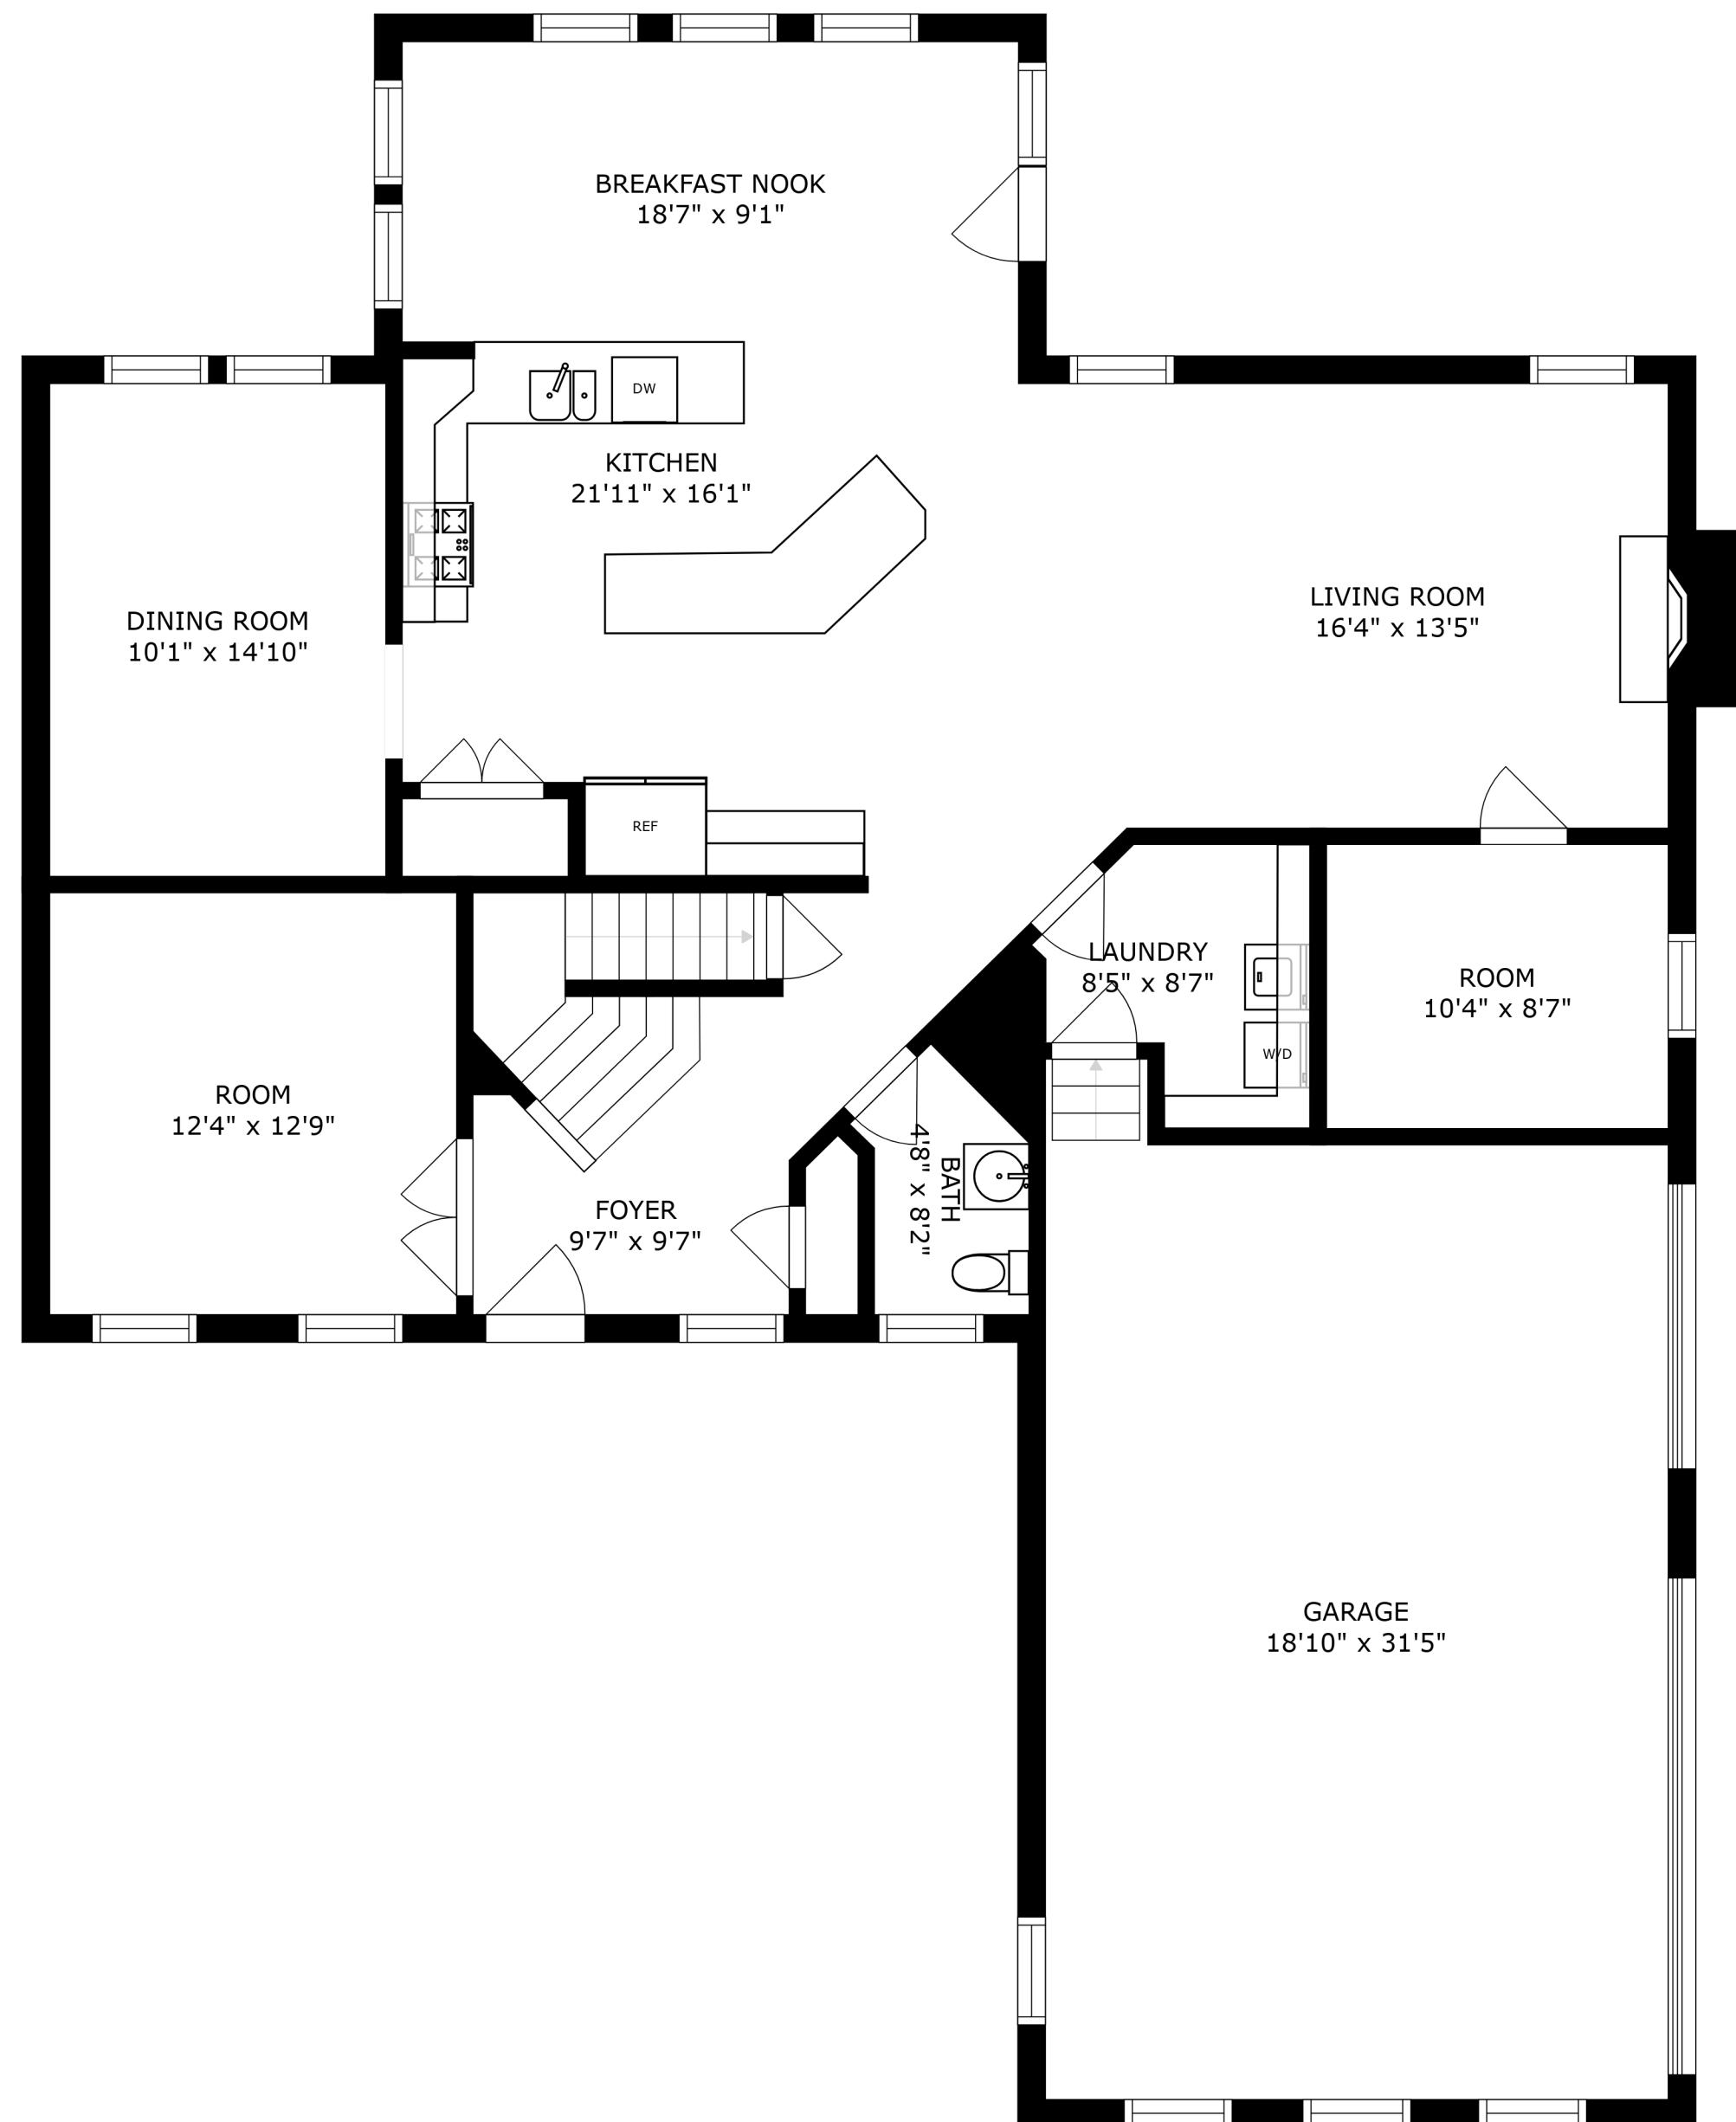 BREAKFAST NOOK
18'7" x 9'1"
DW
KITCHEN
21'11" x 16'1"
DINING ROOM
10'1" x 14'10"
LIVING ROOM
16'4" x 13'5"
REF
LAUNDRY
8'5" x 8'7"
ROOM
10'4" x 8'7"
W/D
ROOM
12'4" x 12'9"
FOYER
9'7" x 9'7"
BATH
4'8" x 8'2"
GARAGE
18'10" x 31'5"